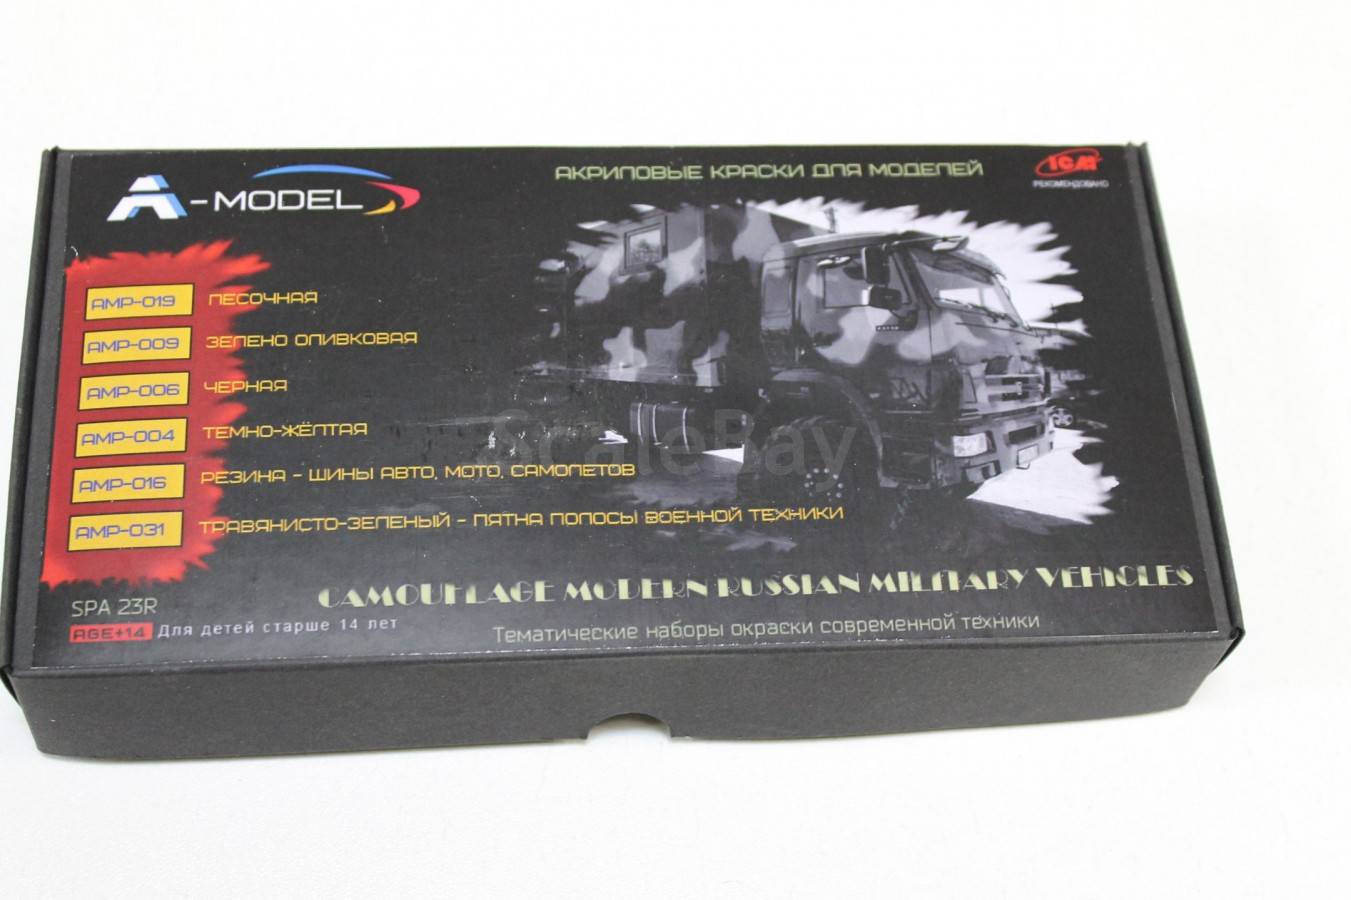 A-MODEL
АКРИЛОВЫЕ КРАСКИ ДЛЯ МОДЕЛЕЙ
ICM
РЕКОМЕНДОВАНО
AMP-019 ПЕСОЧНАЯ
AMP-009 ЗЕЛЕНО ОЛИВКОВАЯ
AMP-006 ЧЕРНАЯ
AMP-004 ТЕМНО-ЖЁЛТАЯ
AMP-016 РЕЗИНА - ШИНЫ АВТО, МОТО, САМОЛЕТОВ
AMP-031 ТРАВЯНИСТО-ЗЕЛЕНЫЙ - ПЯТНА ПОЛОСЫ ВОЕННОЙ ТЕХНИКИ
ScaleBay
CAMOUFLAGE MODERN RUSSIAN MILITARY VEHICLES
SPA 23R
AGE+14 Для детей старше 14 лет
Тематические наборы окраски современной техники